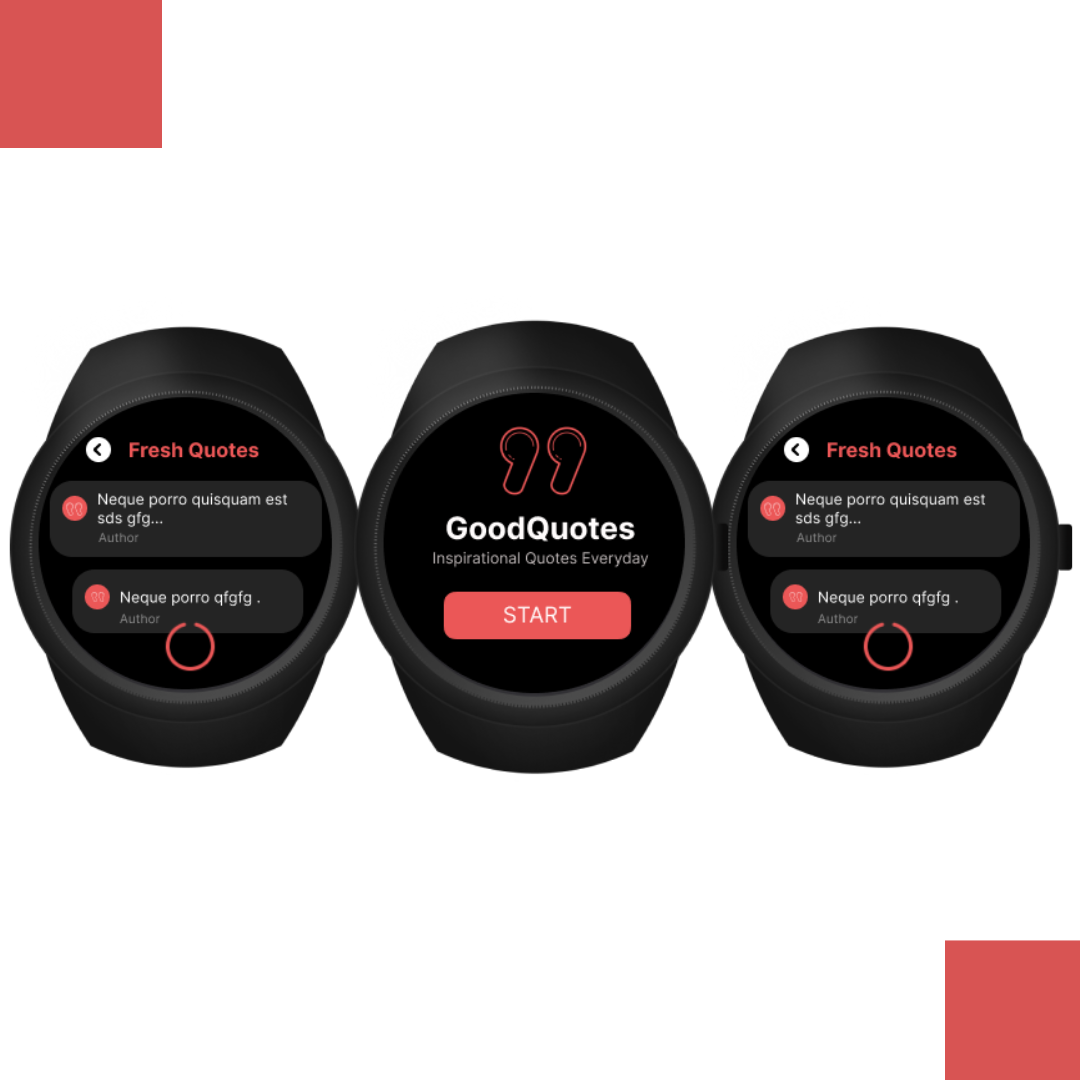 Fresh Quotes
Neque porro quisquam est
sds gfg...
Author
Neque porro qfgfg .
Author
GoodQuotes
Inspirational Quotes Everyday
START
Fresh Quotes
Neque porro quisquam est
sds gfg...
Author
Neque porro qfgfg .
Author